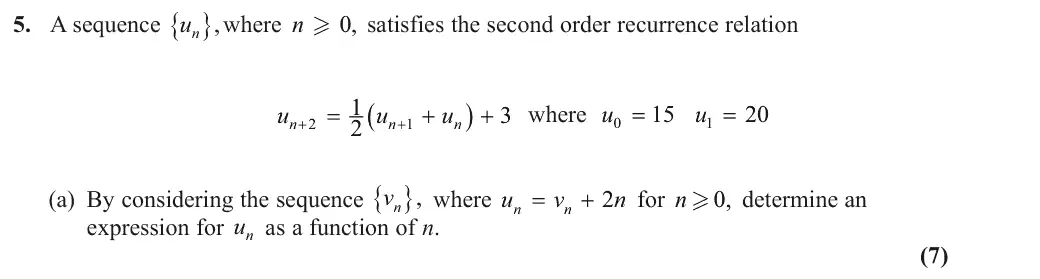 5. A sequence {uₙ}, where n ⩾ 0, satisfies the second order recurrence relation
uₙ₊₂ = 1/2(uₙ₊₁ + uₙ) + 3 where u₀ = 15 u₁ = 20
(a) By considering the sequence {vₙ}, where uₙ = vₙ + 2n for n ⩾ 0, determine an
expression for uₙ as a function of n.
(7)